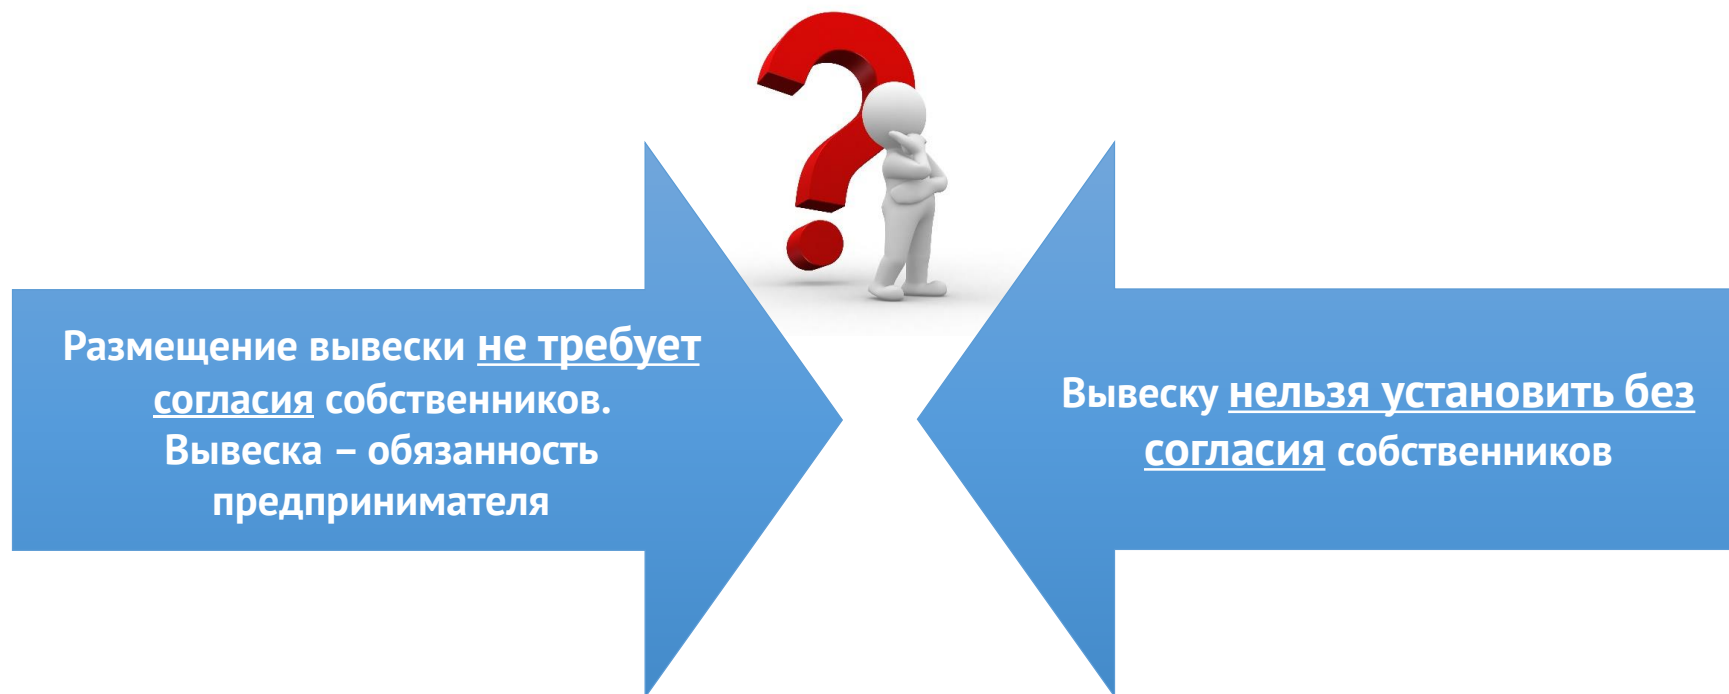 Размещение вывески не требует
согласия собственников.
Вывеска – обязанность
предпринимателя
Вывеску нельзя установить без
согласия собственников